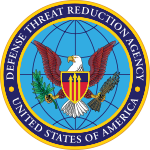 DEFENSE THREAT REDUCTION AGENCY
UNITED STATES OF AMERICA